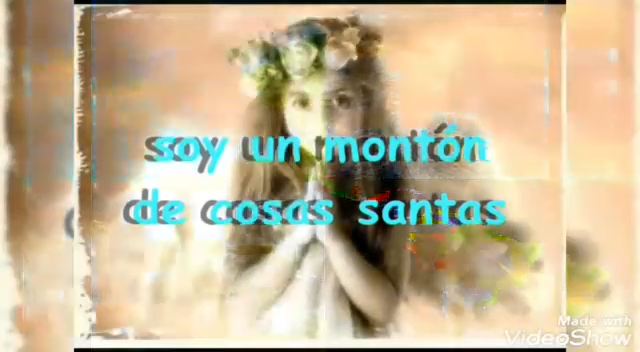 soy un montón
de cosas santas
Made with
VideoShow